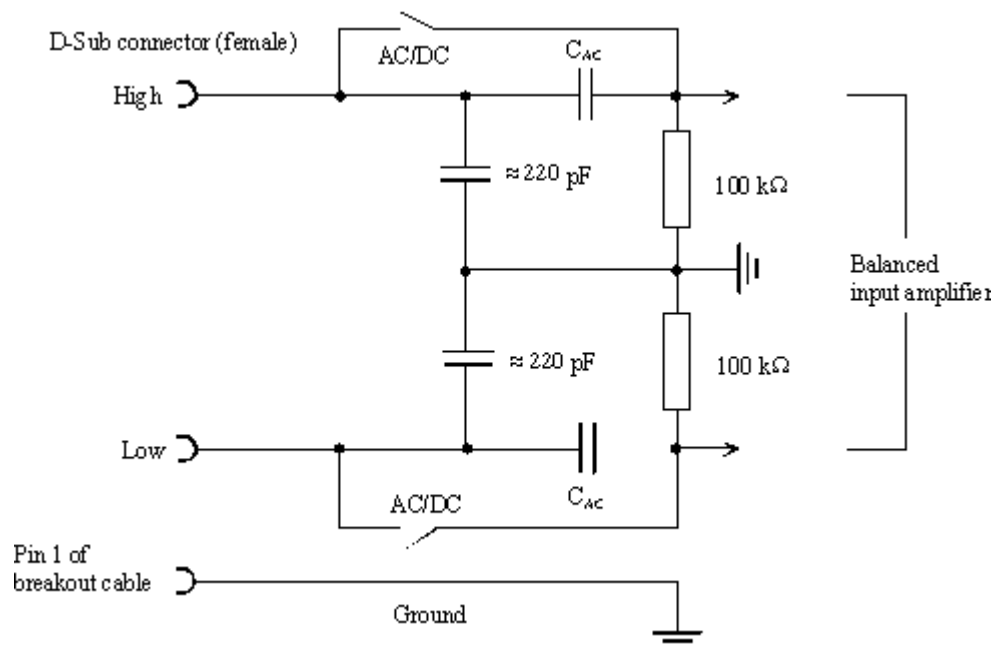 D-Sub connector (female)
AC/DC
C_AC
High
≈ 220 pF
100 kΩ
Balanced
input amplifier
≈ 220 pF
100 kΩ
Low
C_AC
AC/DC
Pin 1 of
breakout cable
Ground